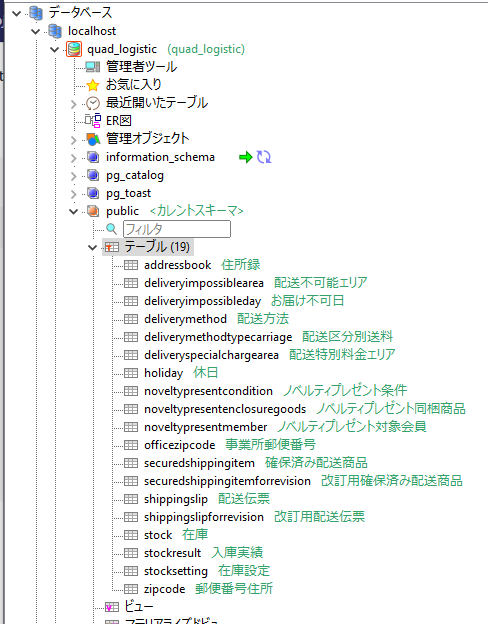 データベース
localhost
quad_logistic (quad_logistic)
管理者ツール
お気に入り
最近開いたテーブル
ER図
管理オブジェクト
information_schema
pg_catalog
pg_toast
public <カレントスキーマ>
フィルタ
テーブル (19)
addressbook 住所録
deliveryimpossiblearea 配送不可能エリア
deliveryimpossibleday お届け不可日
deliverymethod 配送方法
deliverymethodtypecarriage 配送区分別送料
deliveryspecialchargearea 配送特別料金エリア
holiday 休日
noveltypresentcondition ノベルティプレゼント条件
noveltypresentenclosuregoods ノベルティプレゼント同梱商品
noveltypresentmember ノベルティプレゼント対象会員
officezipcode 事業所郵便番号
securedshippingitem 確保済み配送商品
securedshippingitemforrevision 改訂用確保済み配送商品
shippingslip 配送伝票
shippingslipforrevision 改訂用配送伝票
stock 在庫
stockresult 入庫実績
stocksetting 在庫設定
zipcode 郵便番号住所
ビュー